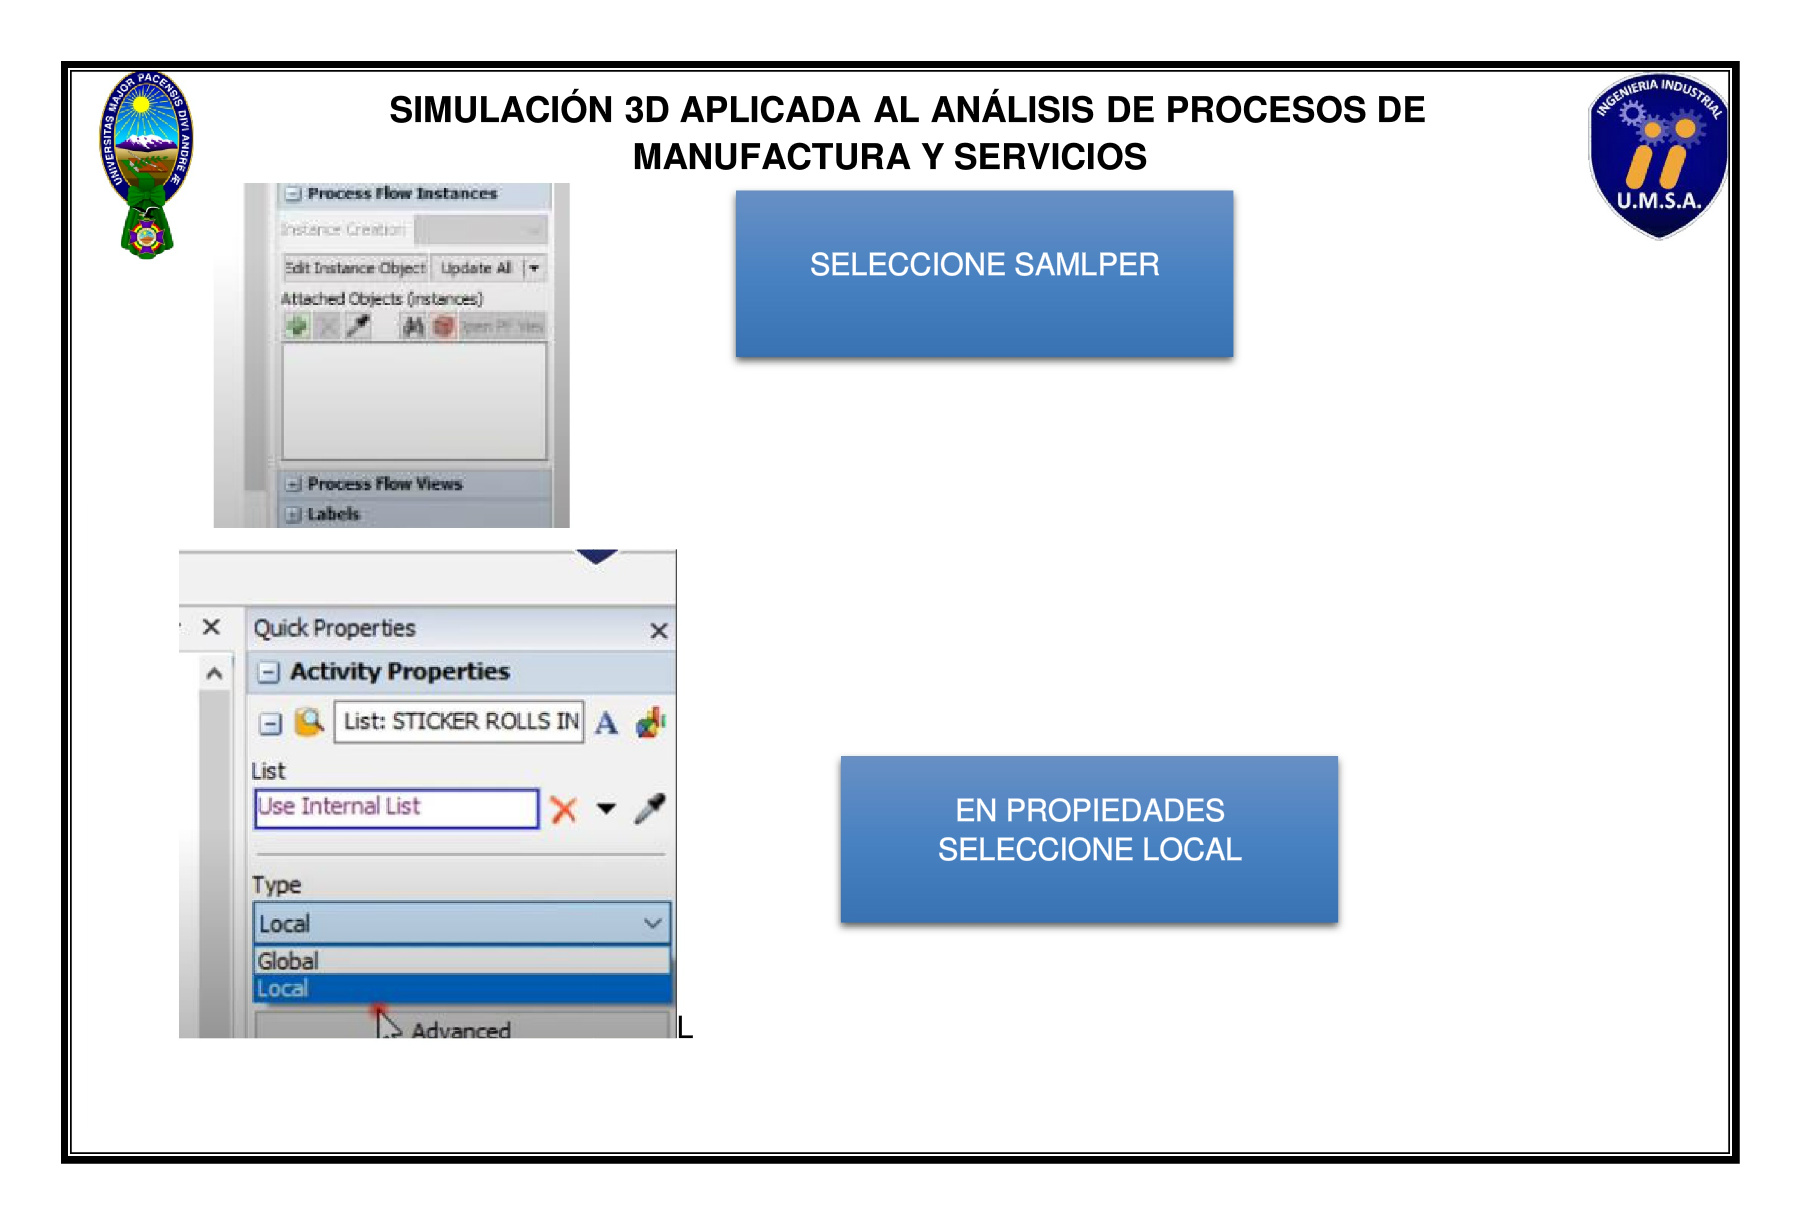 UNIVERSITAS MAJOR PACENSIS DIVI ANDRE Æ
SIMULACIÓN 3D APLICADA AL ANÁLISIS DE PROCESOS DE
MANUFACTURA Y SERVICIOS
INGENIERIA INDUSTRIAL
U.M.S.A.
Process Flow Instances
Instance Creation
Edit Instance Object Update All
Attached Objects (instances)
Open PF View
Process Flow Views
Labels
SELECCIONE SAMLPER
Quick Properties
Activity Properties
List: STICKER ROLLS IN A
List
Use Internal List
Type
Local
Global
Local
Advanced
L
EN PROPIEDADES
SELECCIONE LOCAL